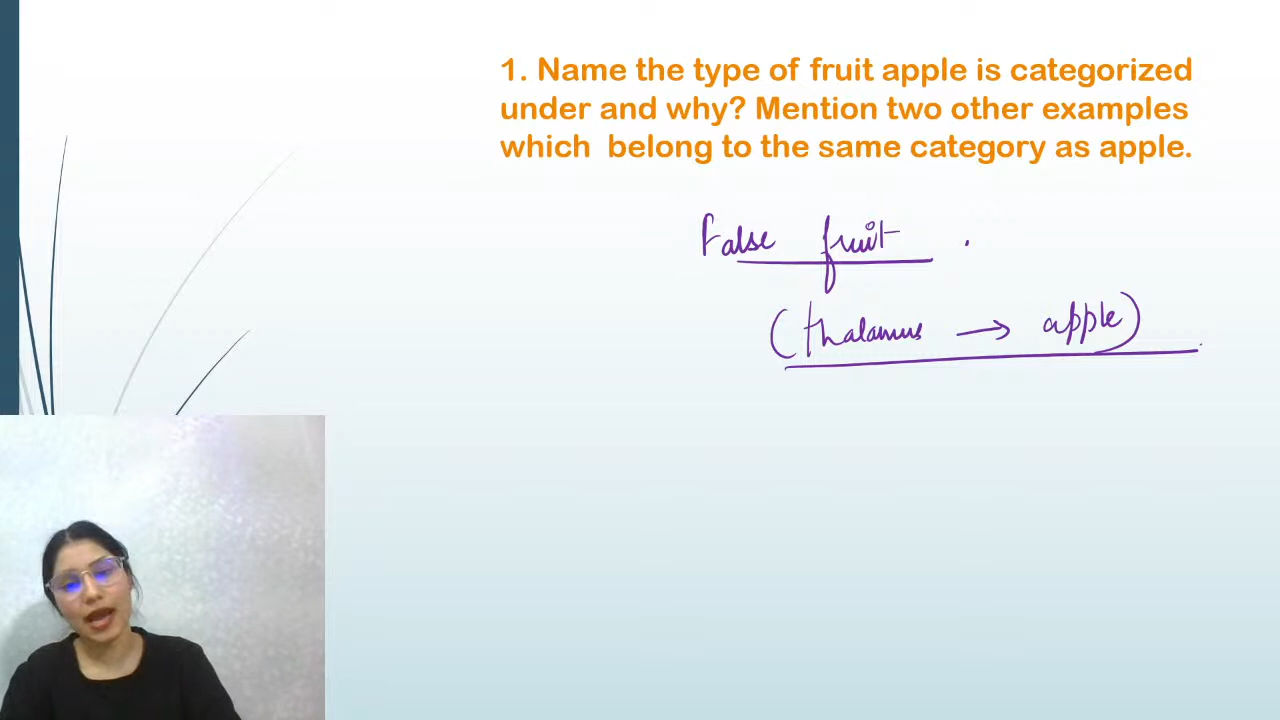 1. Name the type of fruit apple is categorized
under and why? Mention two other examples
which belong to the same category as apple.
False fruit .
(thalamus → apple)